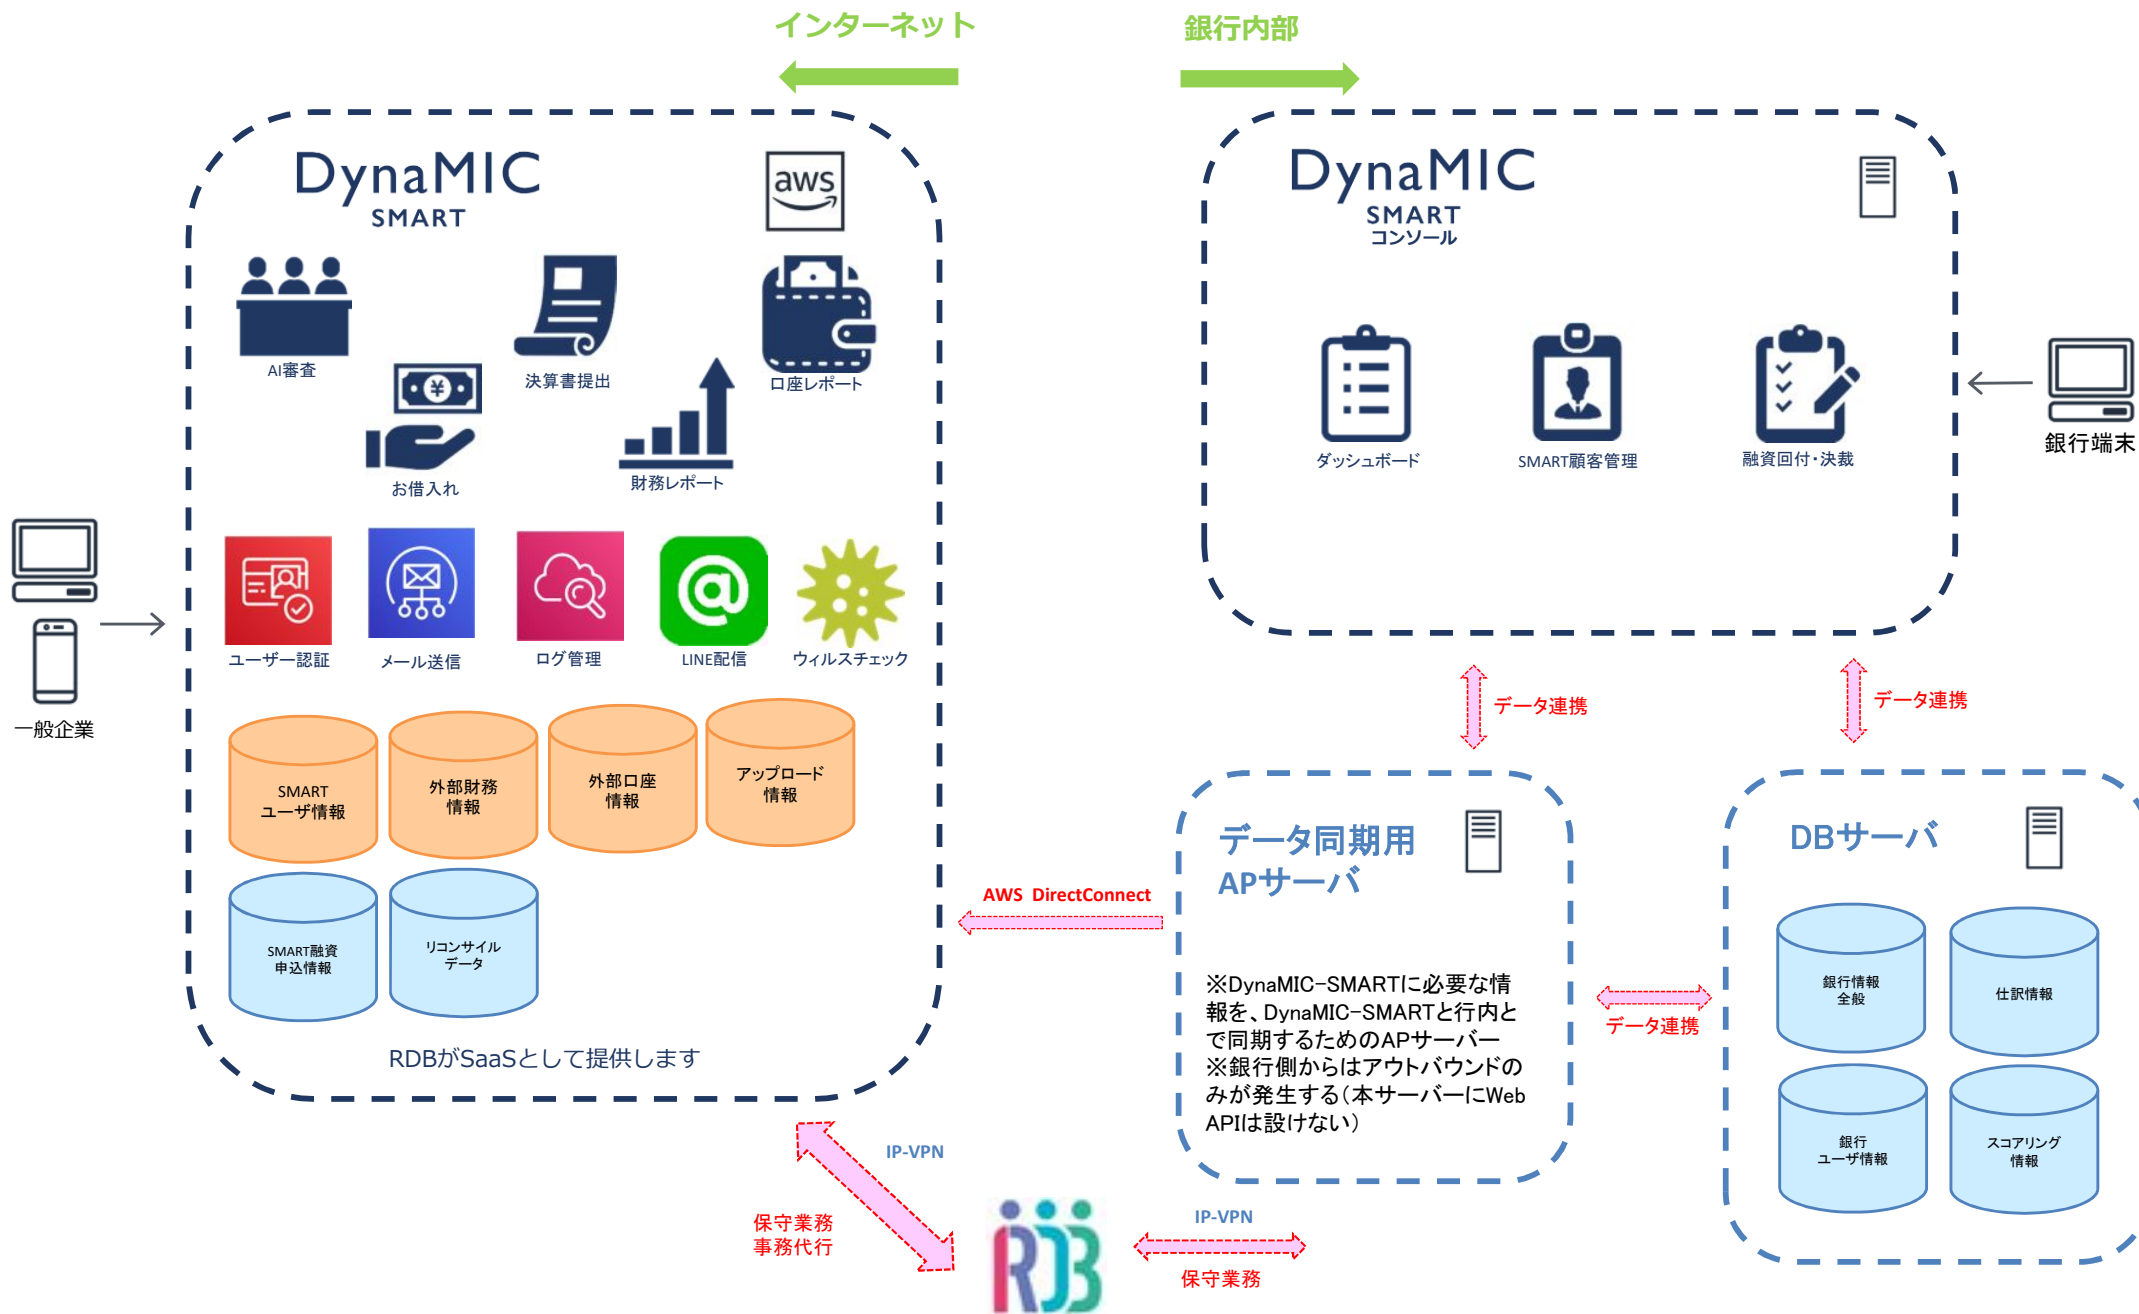 インターネット
銀行内部
DynaMIC
SMART
aws
AI審査
決算書提出
口座レポート
お借入れ
財務レポート
ユーザー認証
メール送信
ログ管理
LINE配信
ウィルスチェック
一般企業
SMART
ユーザ情報
外部財務
情報
外部口座
情報
アップロード
情報
SMART融資
申込情報
リコンサイル
データ
RDBがSaaSとして提供します
DynaMIC
SMART
コンソール
ダッシュボード
SMART顧客管理
融資回付・決裁
銀行端末
データ連携
データ連携
AWS DirectConnect
データ同期用
APサーバ
※DynaMIC-SMARTに必要な情
報を、DynaMIC-SMARTと行内と
で同期するためのAPサーバー
※銀行側からはアウトバウンドの
みが発生する(本サーバーにWeb
APIは設けない)
データ連携
DBサーバ
銀行情報
全般
仕訳情報
銀行
ユーザ情報
スコアリング
情報
IP-VPN
保守業務
事務代行
RDB
IP-VPN
保守業務